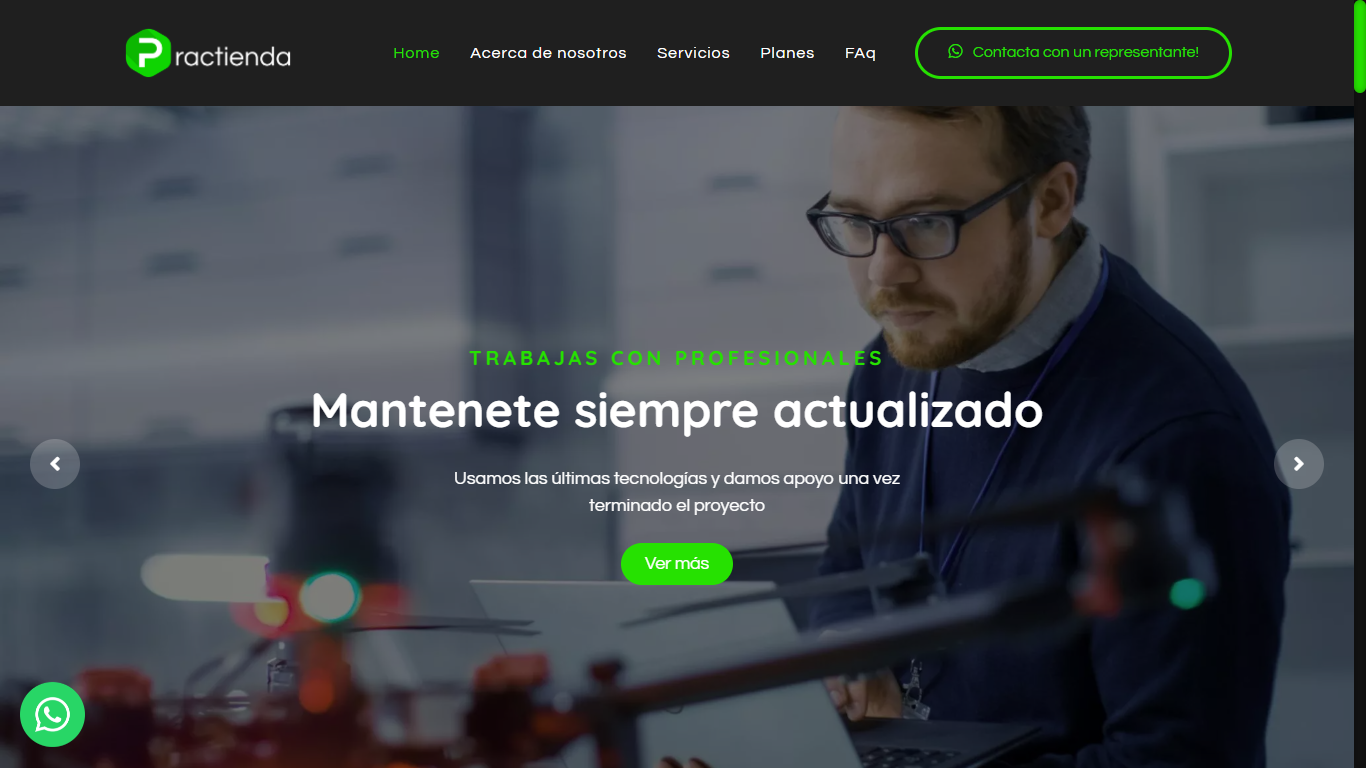 Practienda
Home
Acerca de nosotros
Servicios
Planes
FAq
Contacta con un representante!
TRABAJAS CON PROFESIONALES
Mantenete siempre actualizado
Usamos las últimas tecnologías y damos apoyo una vez
terminado el proyecto
Ver más